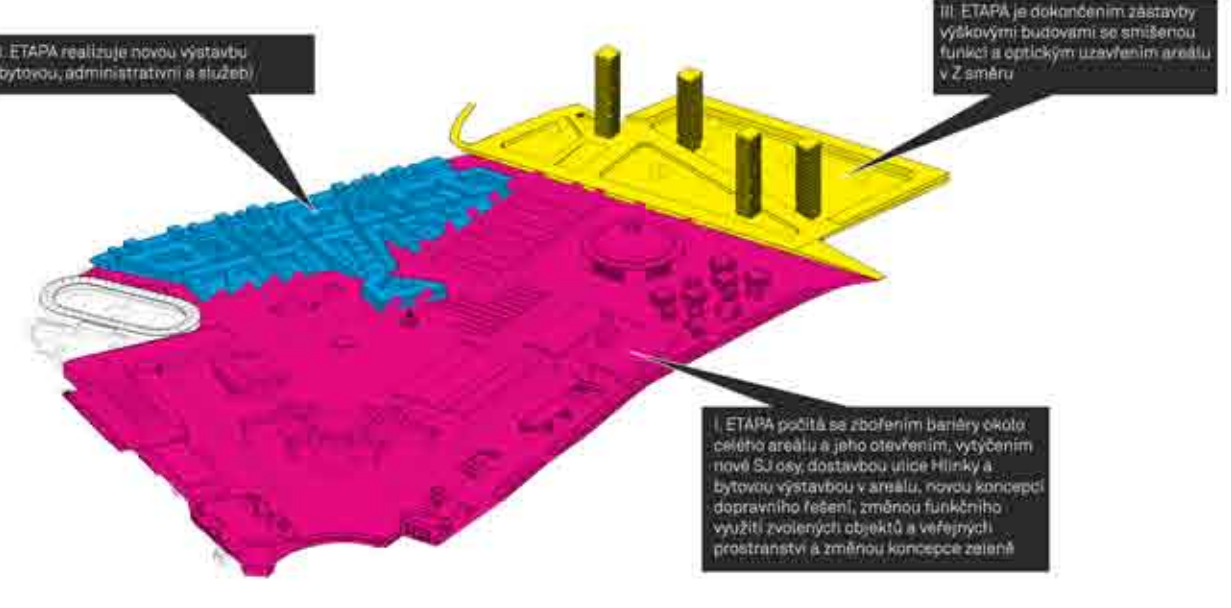 . ETAPA realizuje novou výstavbu
bytovou, administrativní a služeb)
III. ETAPA je dokončením zástavby
výškovými budovami se smíšenou
funkcí a optickým uzavřením areálu
v Z směru
I. ETAPA počítá se zbořením bariéry okolo
celého areálu a jeho otevřením, vytýčením
nové SJ osy, dostavbou ulice Hlinky a
bytovou výstavbou v areálu, novou koncepcí
dopravního řešení, změnou funkčního
využití zvolených objektů a veřejných
prostranství a změnou koncepce zeleně